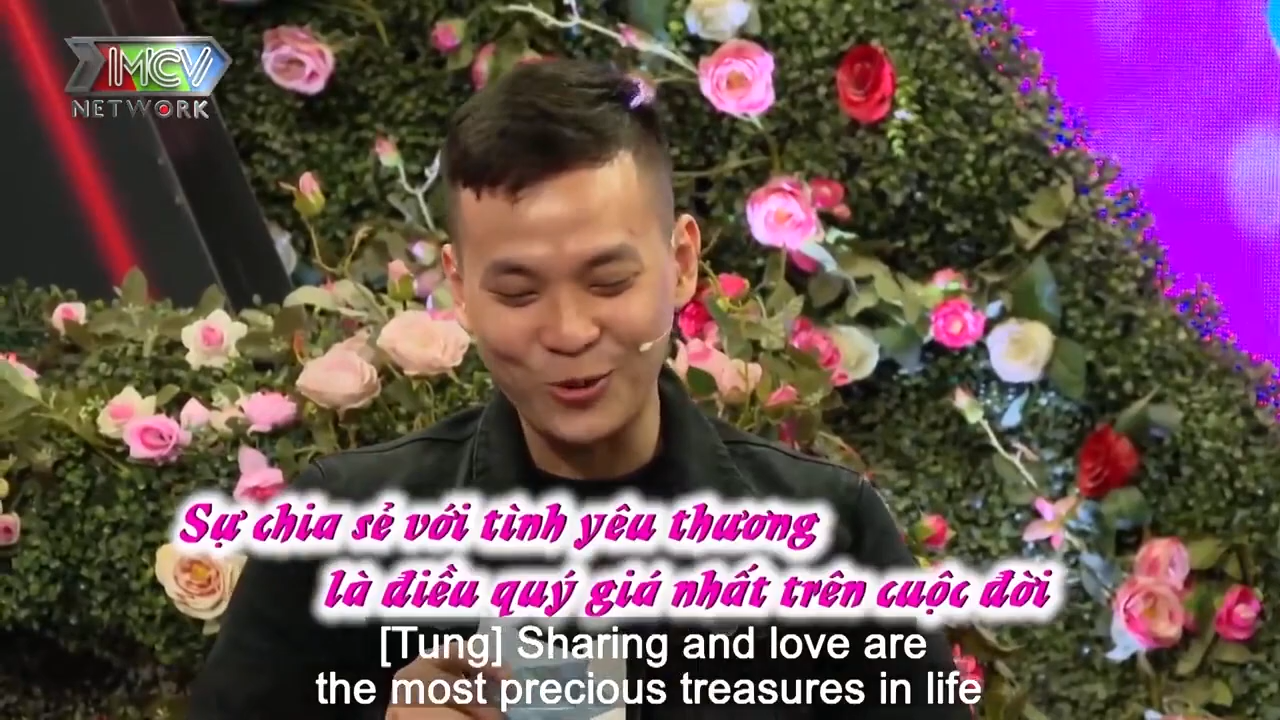 MCV
NETWORK
Sự chia sẻ với tình yêu thương
là điều quý giá nhất trên cuộc đời
[Tung] Sharing and love are
the most precious treasures in life